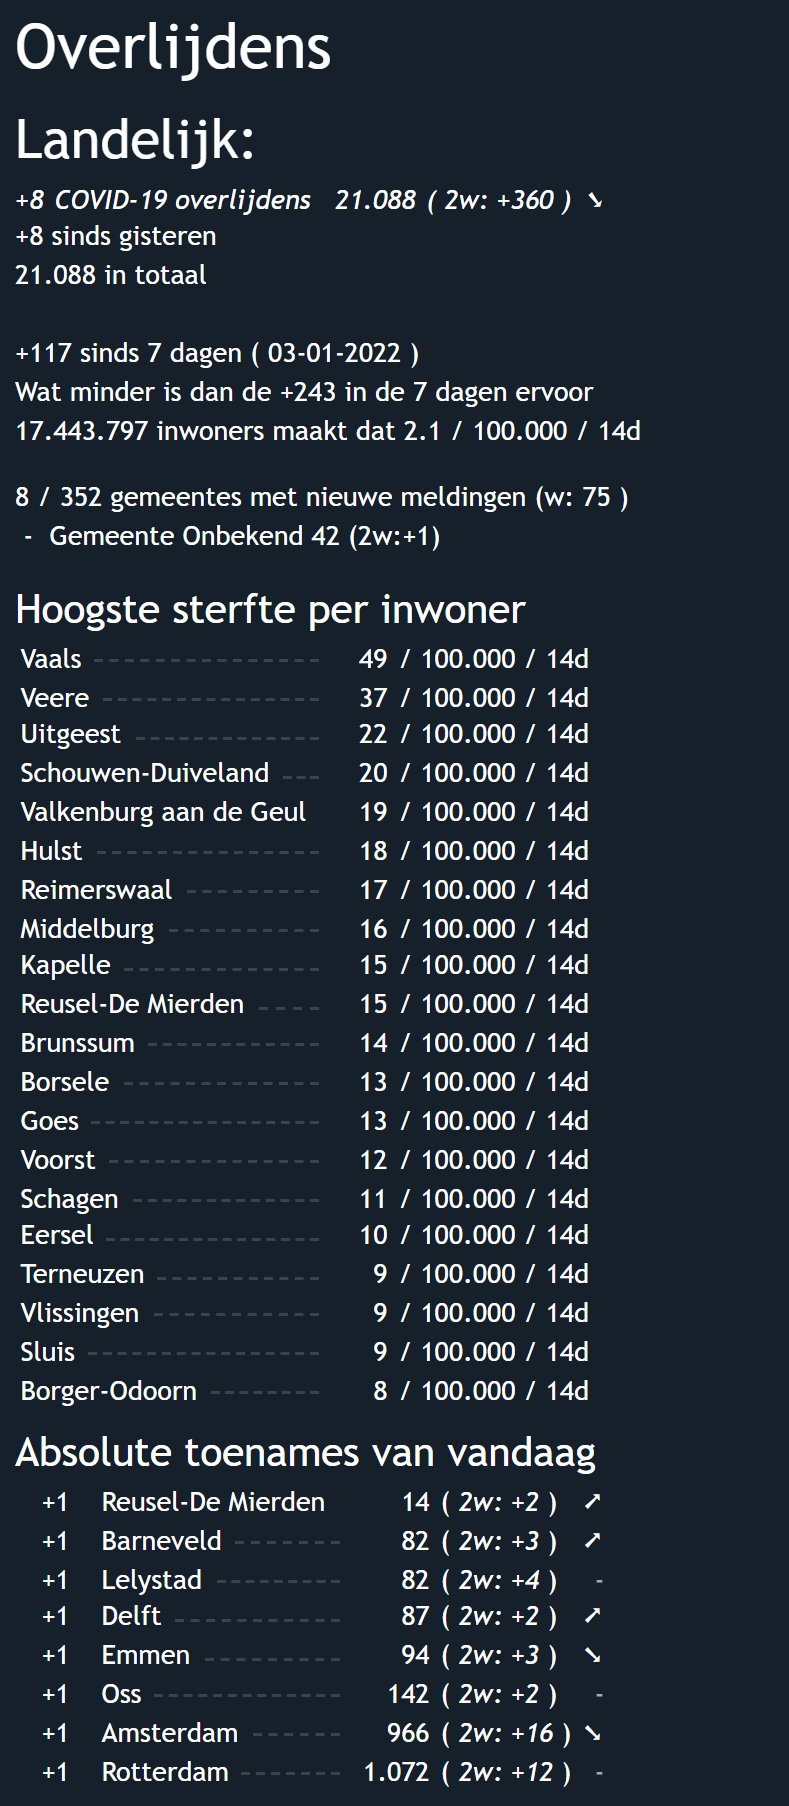 Overlijdens
Landelijk:
+8 COVID-19 overlijdens 21.088 ( 2w: +360 ) ➘
+8 sinds gisteren
21.088 in totaal
+117 sinds 7 dagen ( 03-01-2022 )
Wat minder is dan de +243 in de 7 dagen ervoor
17.443.797 inwoners maakt dat 2.1 / 100.000 / 14d
8 / 352 gemeentes met nieuwe meldingen (w: 75 )
- Gemeente Onbekend 42 (2w:+1)
Hoogste sterfte per inwoner
Vaals 49 / 100.000 / 14d
Veere 37 / 100.000 / 14d
Uitgeest 22 / 100.000 / 14d
Schouwen-Duiveland 20 / 100.000 / 14d
Valkenburg aan de Geul 19 / 100.000 / 14d
Hulst 18 / 100.000 / 14d
Reimerswaal 17 / 100.000 / 14d
Middelburg 16 / 100.000 / 14d
Kapelle 15 / 100.000 / 14d
Reusel-De Mierden 15 / 100.000 / 14d
Brunssum 14 / 100.000 / 14d
Borsele 13 / 100.000 / 14d
Goes 13 / 100.000 / 14d
Voorst 12 / 100.000 / 14d
Schagen 11 / 100.000 / 14d
Eersel 10 / 100.000 / 14d
Terneuzen 9 / 100.000 / 14d
Vlissingen 9 / 100.000 / 14d
Sluis 9 / 100.000 / 14d
Borger-Odoorn 8 / 100.000 / 14d
Absolute toenames van vandaag
+1 Reusel-De Mierden 14 ( 2w: +2 ) ➚
+1 Barneveld 82 ( 2w: +3 ) ➚
+1 Lelystad 82 ( 2w: +4 ) -
+1 Delft 87 ( 2w: +2 ) ➚
+1 Emmen 94 ( 2w: +3 ) ➘
+1 Oss 142 ( 2w: +2 ) -
+1 Amsterdam 966 ( 2w: +16 ) ➘
+1 Rotterdam 1.072 ( 2w: +12 ) -